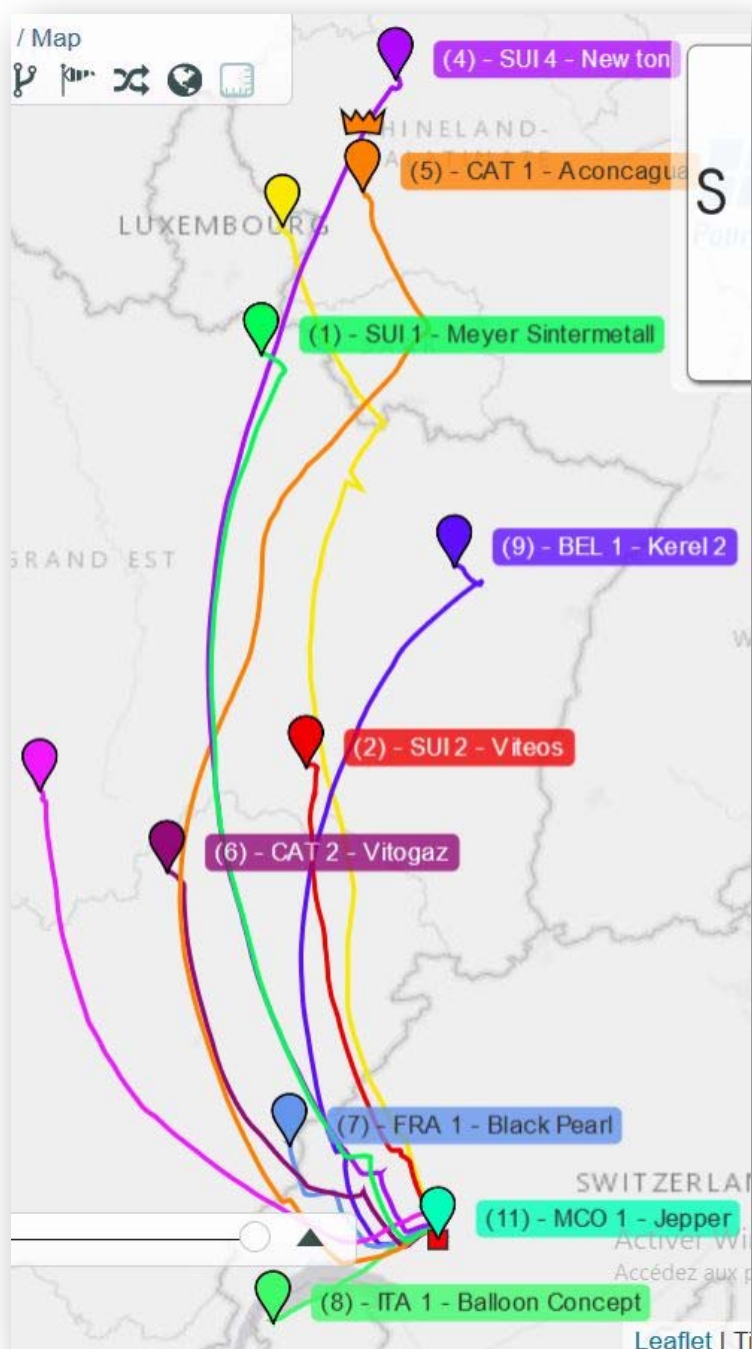 / Map
(4) - SUI 4 - New ton
(5) - CAT 1 - Aconcagua
S
LUXEMBOURG
(1) - SUI 1 - Meyer Sintermetall
GRAND EST
(9) - BEL 1 - Kerel 2
(2) - SUI 2 - Viteos
(6) - CAT 2 - Vitogaz
(7) - FRA 1 - Black Pearl
SWITZERLA
(11) - MCO 1 - Jepper
Activer Wi
Accédez aux p
(8) - ITA 1 - Balloon Concept
Leaflet | Ti